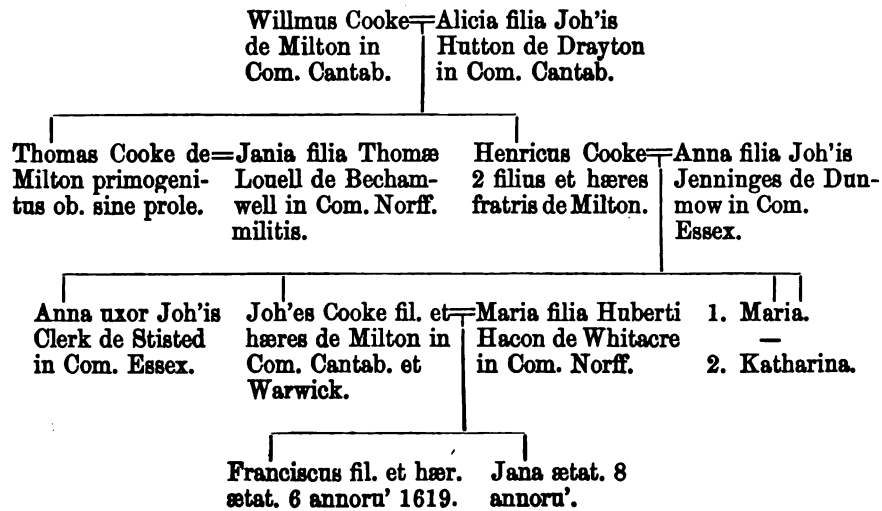 Willmus Cooke
de Milton in
Com. Cantab.
Alicia filia Joh'is
Hutton de Drayton
in Com. Cantab.
Thomas Cooke de
Milton primogeni-
tus ob. sine prole.
Jania filia Thomæ
Louell de Becham-
well in Com. Norff.
militis.
Henricus Cooke
2 filius et hæres
fratris de Milton.
Anna filia Joh'is
Jenninges de Dun-
mow in Com.
Essex.
Anna uxor Joh'is
Clerk de Stisted
in Com. Essex.
Joh'es Cooke fil. et
hæres de Milton in
Com. Cantab. et
Warwick.
Maria filia Huberti
Hacon de Whitacre
in Com. Norff.
1. Maria.
—
2. Katharina.
Franciscus fil. et hær.
ætat. 6 annoru' 1619.
Jana ætat. 8
annoru'.